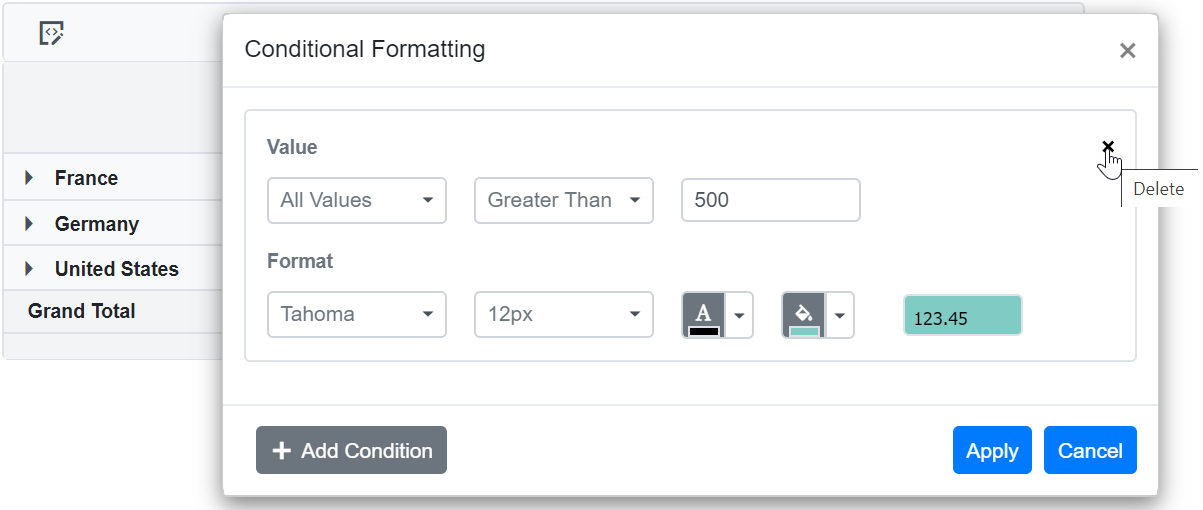 Conditional Formatting
×
Value
×
Delete
All Values
Greater Than
500
Format
Tahoma
12px
A
123.45
+ Add Condition
Apply
Cancel
France
Germany
United States
Grand Total